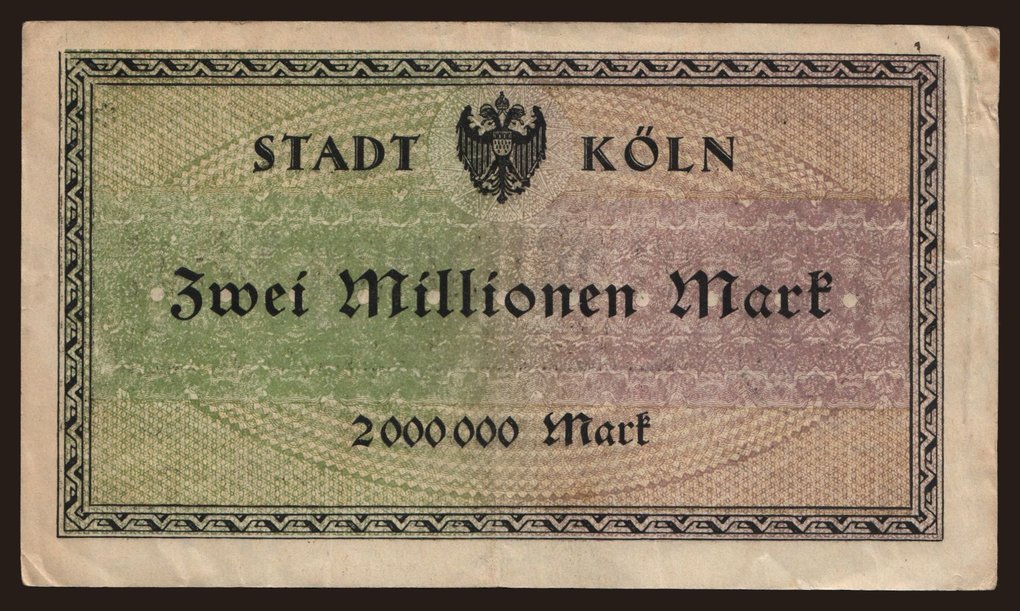 STADT KÖLN
Zwei Millionen Mark
2000000 Mark